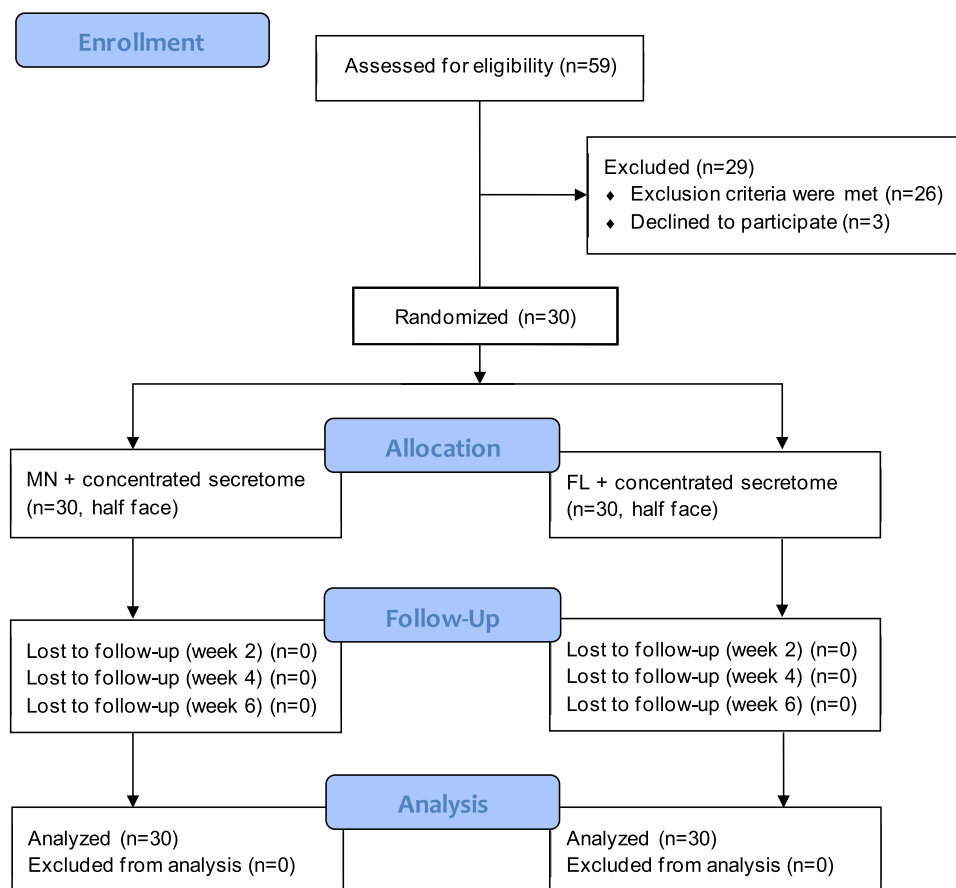 Enrollment
Assessed for eligibility (n=59)
Excluded (n=29)
♦ Exclusion criteria were met (n=26)
♦ Declined to participate (n=3)
Randomized (n=30)
Allocation
MN + concentrated secretome
(n=30, half face)
FL + concentrated secretome
(n=30, half face)
Follow-Up
Lost to follow-up (week 2) (n=0)
Lost to follow-up (week 4) (n=0)
Lost to follow-up (week 6) (n=0)
Lost to follow-up (week 2) (n=0)
Lost to follow-up (week 4) (n=0)
Lost to follow-up (week 6) (n=0)
Analysis
Analyzed (n=30)
Excluded from analysis (n=0)
Analyzed (n=30)
Excluded from analysis (n=0)